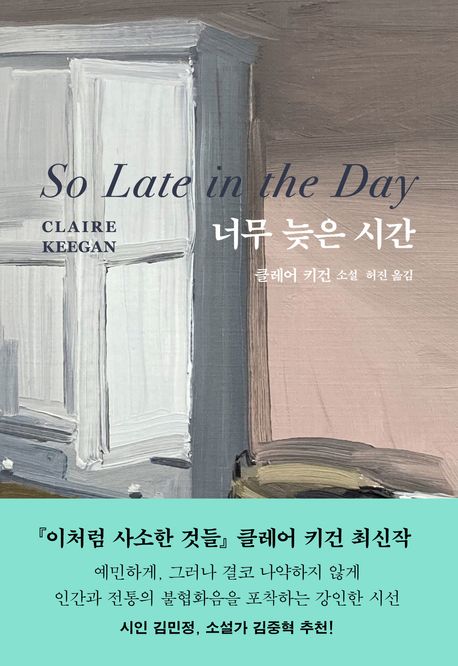 So Late in the Day
CLAIRE
KEEGAN
너무 늦은 시간
클레어 키건 소설 허진 옮김
『이처럼 사소한 것들』 클레어 키건 최신작
예민하게, 그러나 결코 나약하지 않게
인간과 전통의 불협화음을 포착하는 강인한 시선
시인 김민정, 소설가 김중혁 추천!